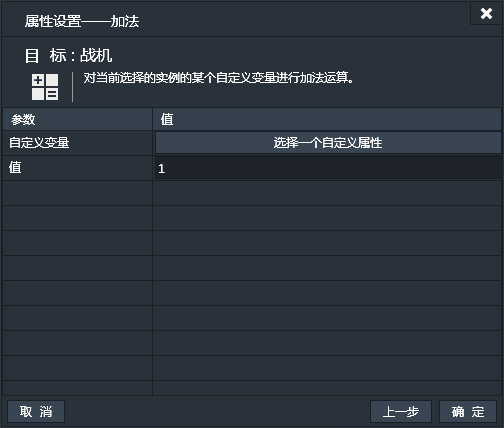 属性设置——加法
目 标 : 战机
对当前选择的实例的某个自定义变量进行加法运算。
参数 值
自定义变量 选择一个自定义属性
值 1
取 消 上一步 确 定